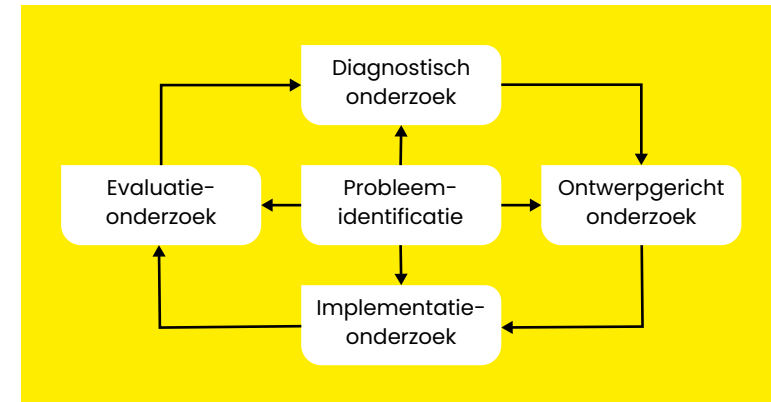 Diagnostisch
onderzoek
Evaluatie-
onderzoek
Probleem-
identificatie
Ontwerpgericht
onderzoek
Implementatie-
onderzoek